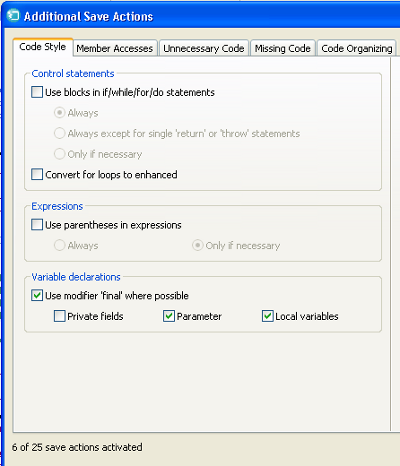 Additional Save Actions
Code Style Member Accesses Unnecessary Code Missing Code Code Organizing
Control statements
Use blocks in if/while/for/do statements
Always
Always except for single 'return' or 'throw' statements
Only if necessary
Convert for loops to enhanced
Expressions
Use parentheses in expressions
Always Only if necessary
Variable declarations
Use modifier 'final' where possible
Private fields Parameter Local variables
6 of 25 save actions activated